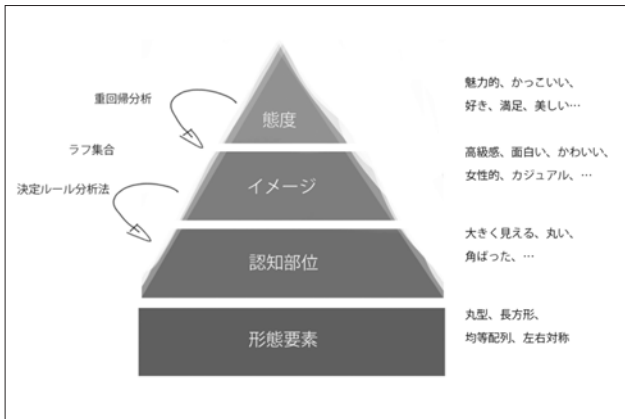 重回帰分析
ラフ集合
決定ルール分析法
態度
イメージ
認知部位
形態要素
魅力的、かっこいい、
好き、満足、美しい…
高級感、面白い、かわいい、
女性的、カジュアル、…
大きく見える、丸い、
角ばった、…
丸型、長方形、
均等配列、左右対称